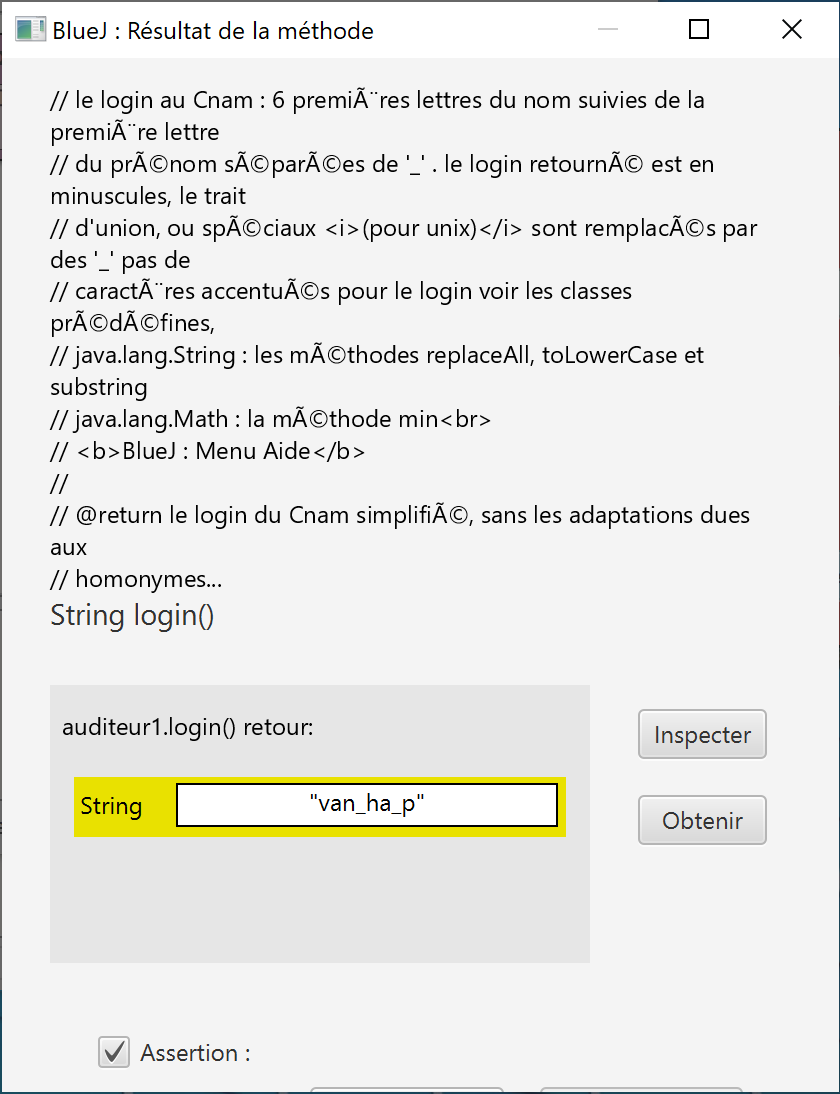 BlueJ : Résultat de la méthode
// le login au Cnam : 6 premiÃ¨res lettres du nom suivies de la
premiÃ¨re lettre
// du prÃ©nom sÃ©parÃ©es de '_' . le login retournÃ© est en
minuscules, le trait
// d'union, ou spÃ©ciaux <i>(pour unix)</i> sont remplacÃ©s par
des '_' pas de
// caractÃ¨res accentuÃ©s pour le login voir les classes
prÃ©dÃ©fines,
// java.lang.String : les mÃ©thodes replaceAll, toLowerCase et
substring
// java.lang.Math : la mÃ©thode min<br>
// <b>BlueJ : Menu Aide</b>
//
// @return le login du Cnam simplifiÃ©, sans les adaptations dues
aux
// homonymes...
String login()
auditeur1.login() retour:
Inspecter
String "van_ha_p"
Obtenir
Assertion :